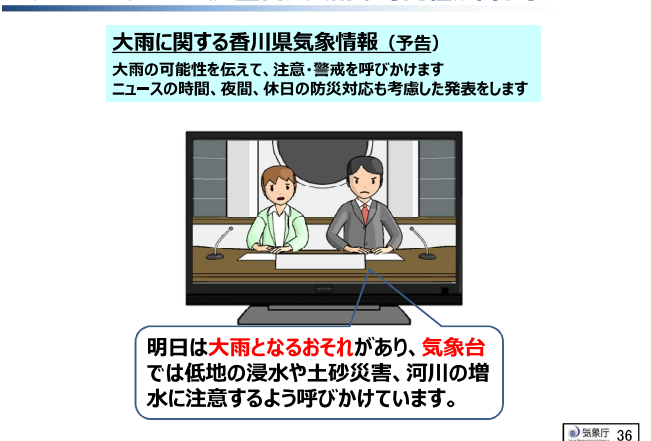 大雨に関する香川県気象情報（予告）
大雨の可能性を伝えて、注意・警戒を呼びかけます
ニュースの時間、夜間、休日の防災対応も考慮した発表をします
明日は大雨となるおそれがあり、気象台
では低地の浸水や土砂災害、河川の増
水に注意するよう呼びかけています。
気象庁 36